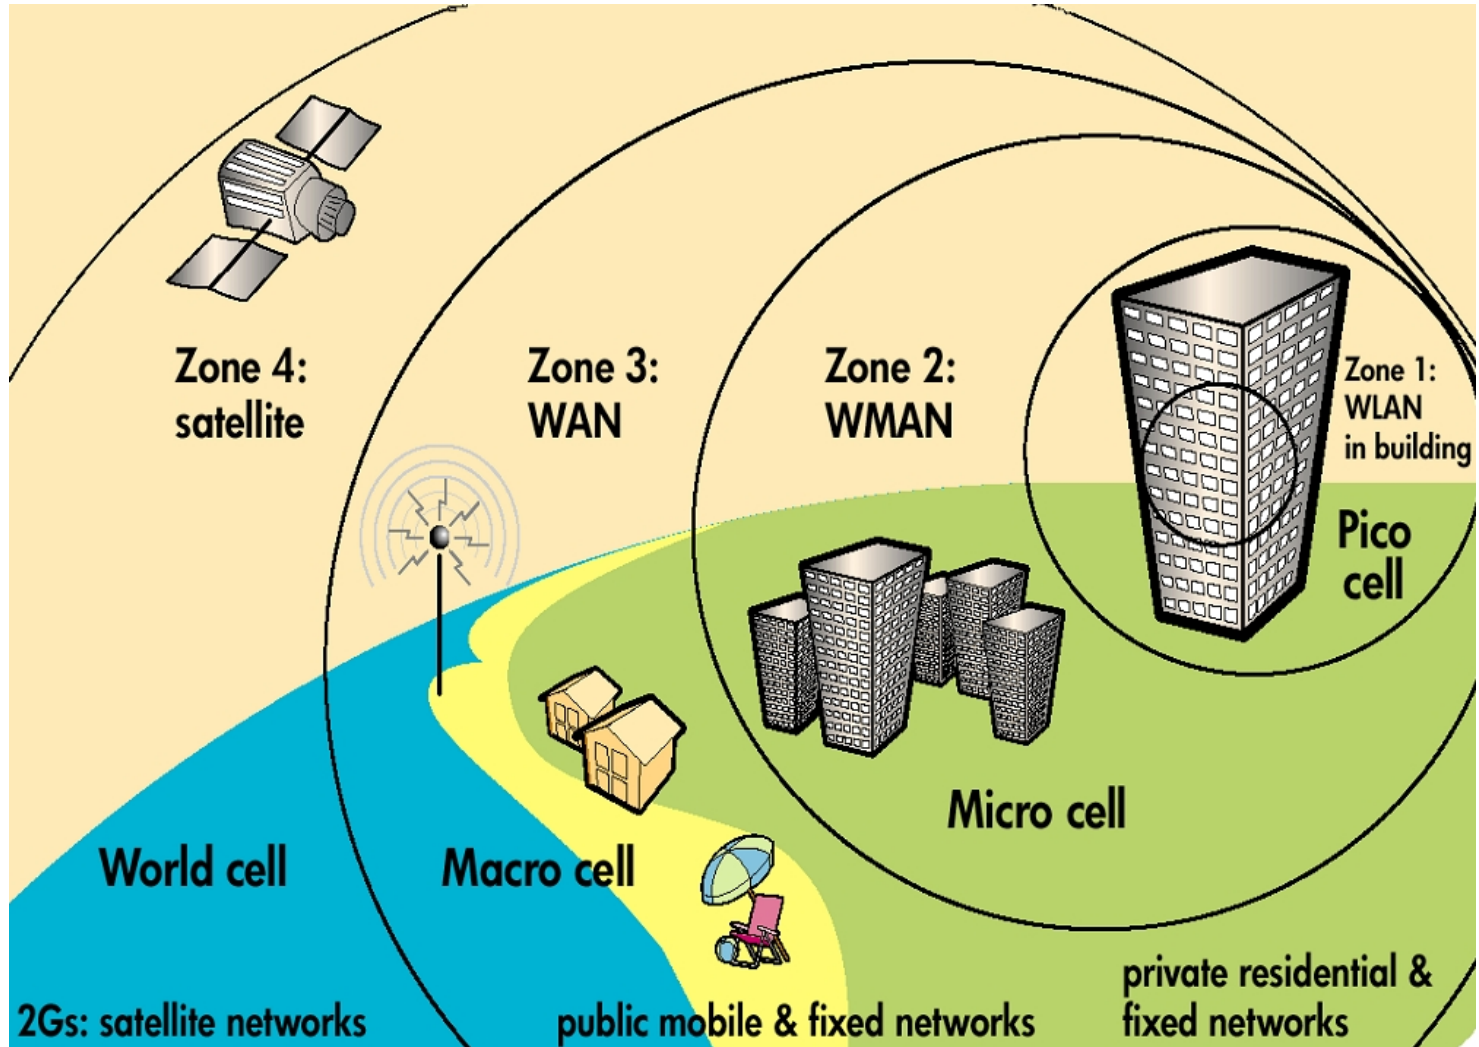 Zone 4:
satellite
Zone 3:
WAN
Zone 2:
WMAN
Zone 1:
WLAN
in building
Pico
cell
Micro cell
Macro cell
World cell
2Gs: satellite networks
public mobile & fixed networks
private residential &
fixed networks